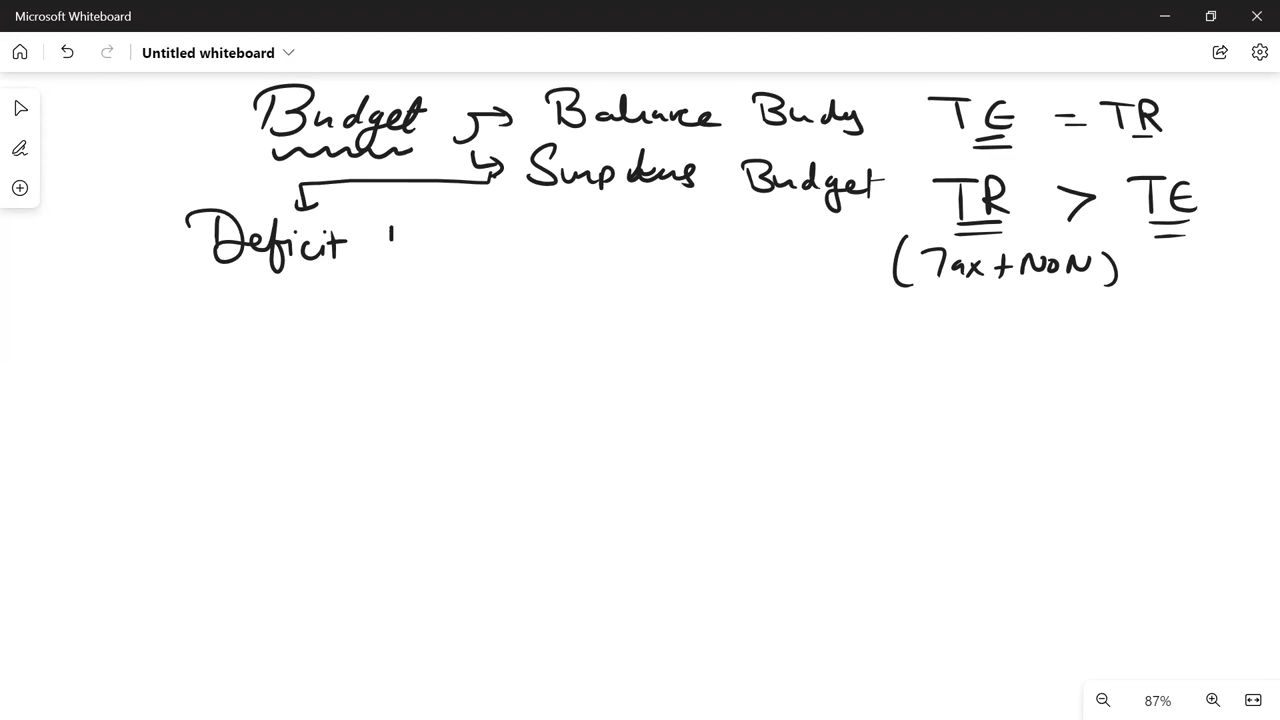 Microsoft Whiteboard
Untitled whiteboard
Budget → Balance Budg TE = TR
Surplus Budget TR > TE
(Tax + NON)
Deficit
87%